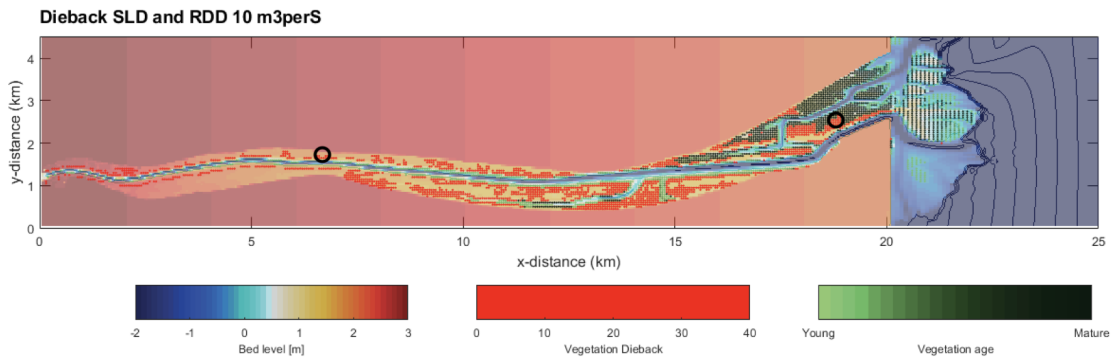 Dieback SLD and RDD 10 m3perS
4
3
2
1
0
y-distance (km)
0 5 10 15 20 25
x-distance (km)
-2 -1 0 1 2 3
Bed level [m]
0 10 20 30 40
Vegetation Dieback
Young Mature
Vegetation age